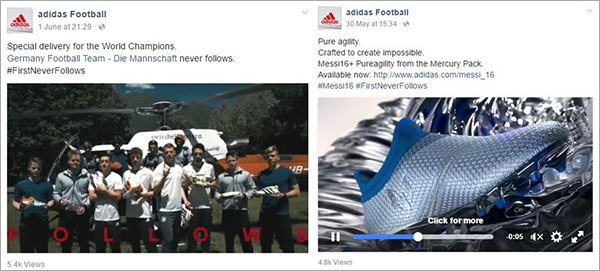 adidas
adidas Football
1 June at 21:29 ·
Special delivery for the World Champions.
Germany Football Team - Die Mannschaft never follows.
#FirstNeverFollows
HB-
FOLLOWS
5.4k Views
adidas
adidas Football
30 May at 15:34 ·
Pure agility.
Crafted to create impossible.
Messi16+ Pureagility from the Mercury Pack.
Available now: http://www.adidas.com/messi_16
#Messi16 #FirstNeverFollows
Click for more
-0:05
4.8k Views